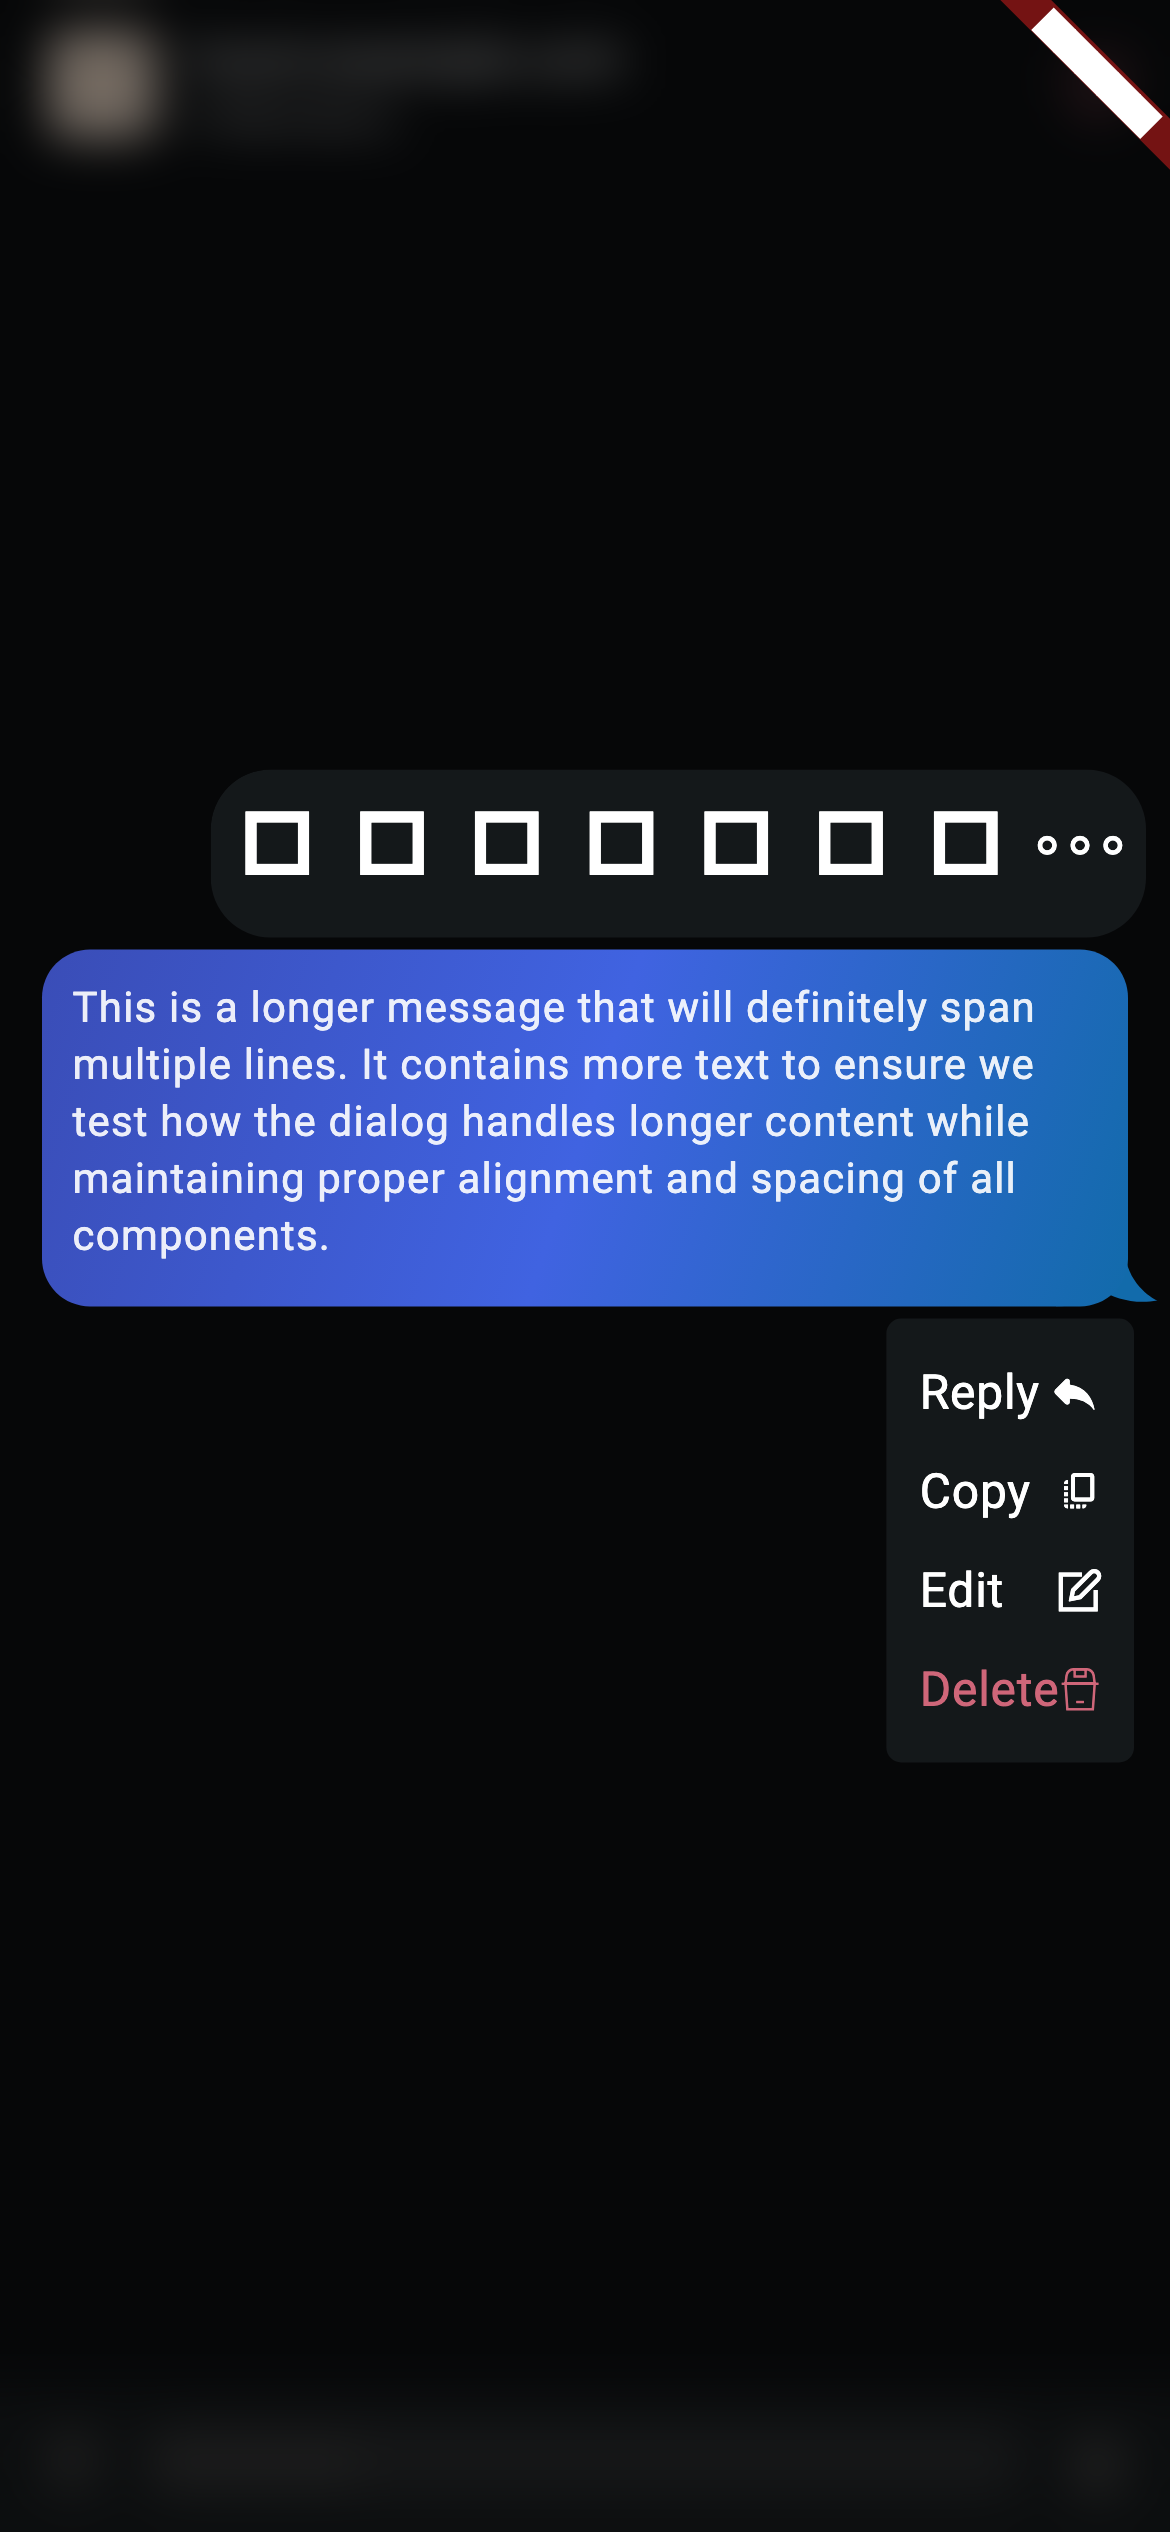 This is a longer message that will definitely span
multiple lines. It contains more text to ensure we
test how the dialog handles longer content while
maintaining proper alignment and spacing of all
components.
Reply
Copy
Edit
Delete